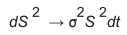 dS² → σ²S²dt